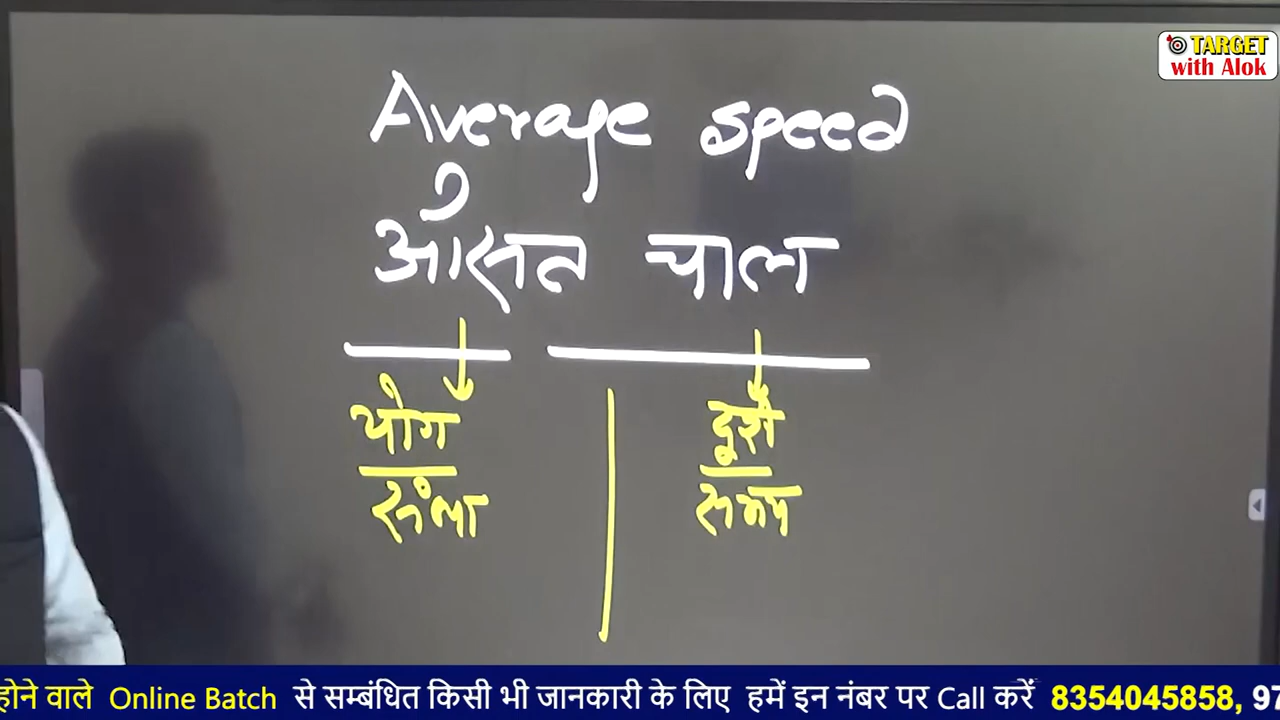 TARGET
with Alok
Average speed
औसत चाल
योग
संख्या
दूरी
समय
होने वाले Online Batch से सम्बंधित किसी भी जानकारी के लिए हमें इन नंबर पर Call करें 8354045858, 97